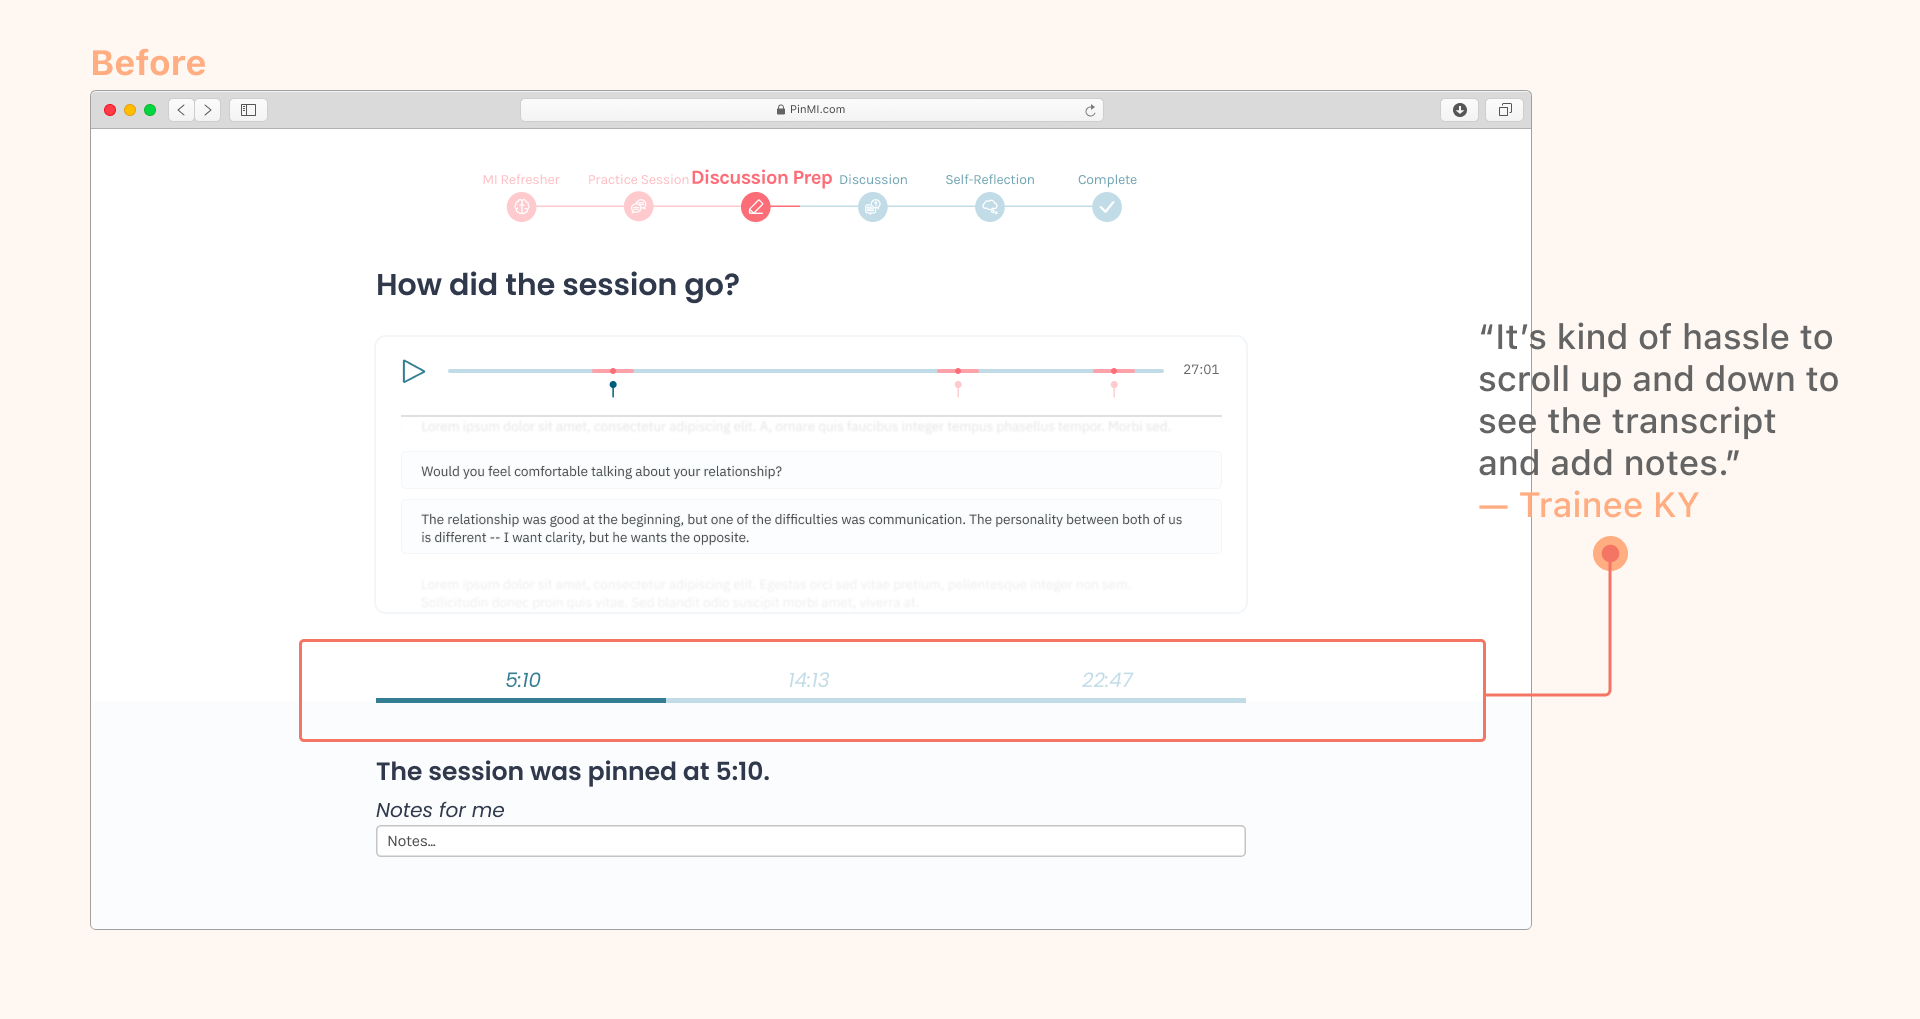 Before
PinMI.com
MI Refresher
Practice Session
Discussion Prep
Discussion
Self-Reflection
Complete
How did the session go?
27:01
Lorem ipsum dolor sit amet, consectetur adipiscing elit. A, ornare quis faucibus integer tempus phasellus tempor. Morbi sed.
Would you feel comfortable talking about your relationship?
The relationship was good at the beginning, but one of the difficulties was communication. The personality between both of us
is different -- I want clarity, but he wants the opposite.
Lorem ipsum dolor sit amet, consectetur adipiscing elit. Egestas orci sed vitae pretium, pellentesque integer non sem.
Sollicitudin donec proin quis vitae. Sed blandit odio suscipit morbi amet, viverra at.
5:10
14:13
22:47
The session was pinned at 5:10.
Notes for me
Notes...
“It’s kind of hassle to
scroll up and down to
see the transcript
and add notes.”
— Trainee KY